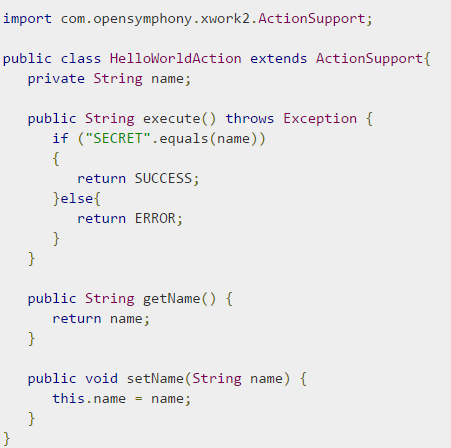 import com.opensymphony.xwork2.ActionSupport;
public class HelloWorldAction extends ActionSupport{
   private String name;
   public String execute() throws Exception {
      if ("SECRET".equals(name))
      {
         return SUCCESS;
      }else{
         return ERROR;
      }
   }
   public String getName() {
      return name;
   }
   public void setName(String name) {
      this.name = name;
   }
}